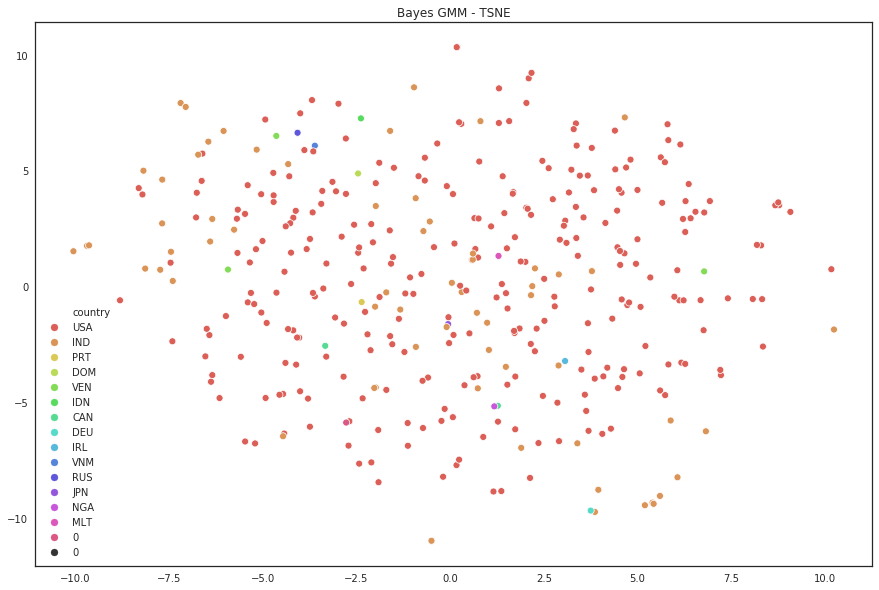 Bayes GMM - TSNE
10
5
0
−5
−10
country
USA
IND
PRT
DOM
VEN
IDN
CAN
DEU
IRL
VNM
RUS
JPN
NGA
MLT
0
0
−10.0 −7.5 −5.0 −2.5 0.0 2.5 5.0 7.5 10.0